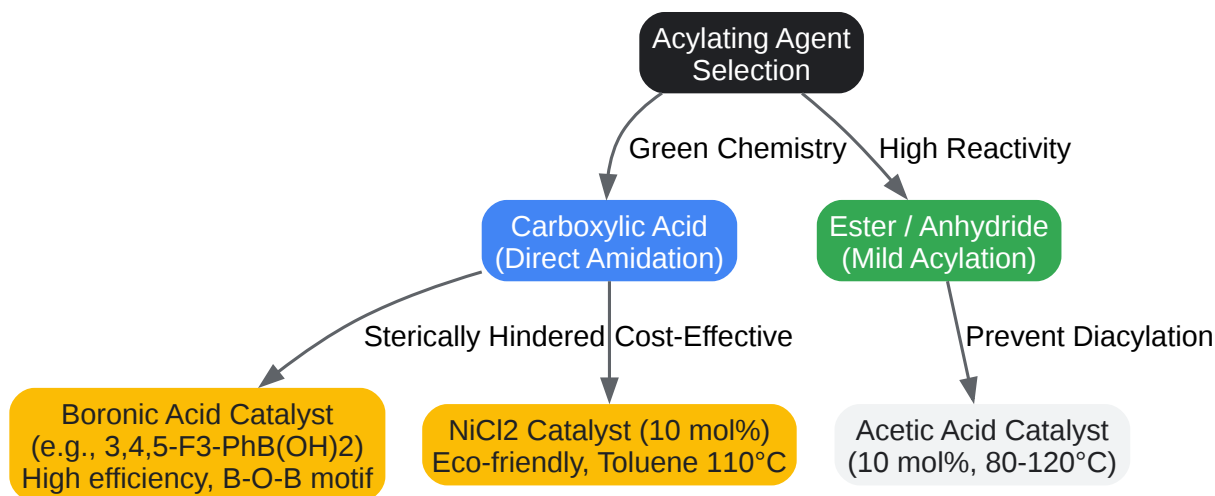 Acylating Agent
Selection
Green Chemistry
High Reactivity
Carboxylic Acid
(Direct Amidation)
Ester / Anhydride
(Mild Acylation)
Sterically Hindered
Cost-Effective
Prevent Diacylation
Boronic Acid Catalyst
(e.g., 3,4,5-F3-PhB(OH)2)
High efficiency, B-O-B motif
NiCl2 Catalyst (10 mol%)
Eco-friendly, Toluene 110°C
Acetic Acid Catalyst
(10 mol%, 80-120°C)